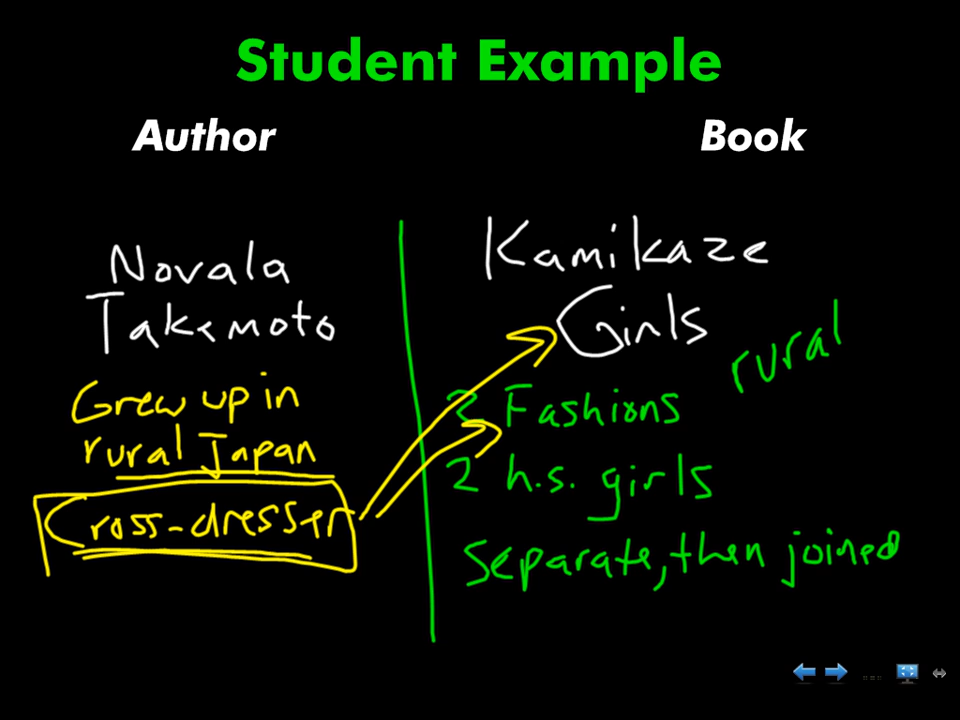 Student Example
Author
Book
Novala
Takemoto
Grew up in
rural Japan
Cross-dresser
Kamikaze
Girls
rural
2 Fashions
2 h.s. girls
separate, then joined